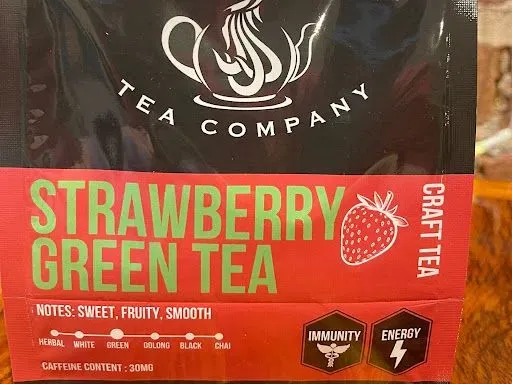 TEA COMPANY
STRAWBERRY
GREEN TEA
CRAFT TEA
NOTES: SWEET, FRUITY, SMOOTH
HERBAL WHITE GREEN OOLONG BLACK CHAI
CAFFEINE CONTENT : 30MG
IMMUNITY
ENERGY